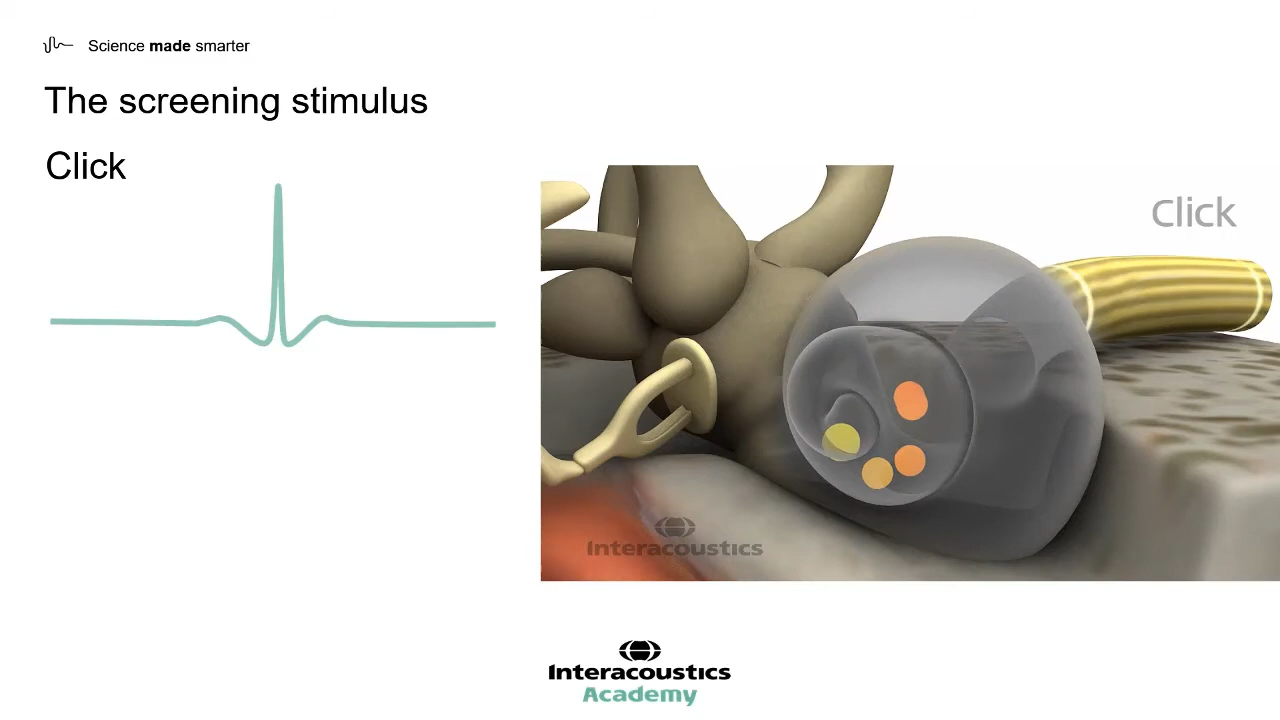 Science made smarter
The screening stimulus
Click
Click
Interacoustics
Interacoustics
Academy